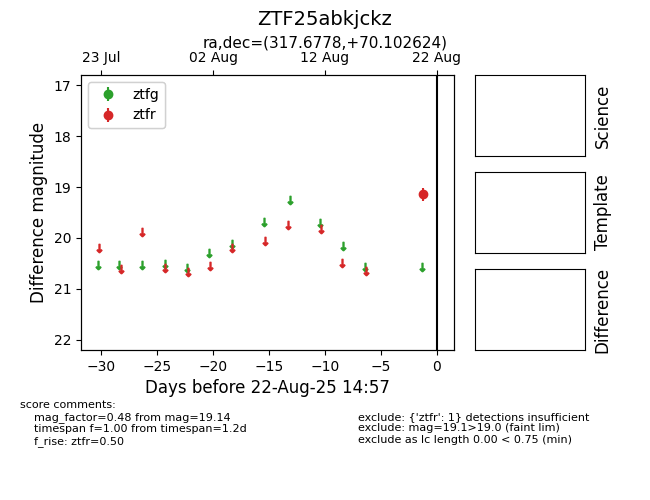 ZTF25abkjckz
ra,dec=(317.6778,+70.102624)
23 Jul 02 Aug 12 Aug 22 Aug
ztfg
ztfr
17
18
19
20
21
22
Difference magnitude
−30 −25 −20 −15 −10 −5 0
Days before 22-Aug-25 14:57
Science
Template
Difference
score comments:
mag_factor=0.48 from mag=19.14
timespan f=1.00 from timespan=1.2d
f_rise: ztfr=0.50
exclude: {'ztfr': 1} detections insufficient
exclude: mag=19.1>19.0 (faint lim)
exclude as lc length 0.00 < 0.75 (min)